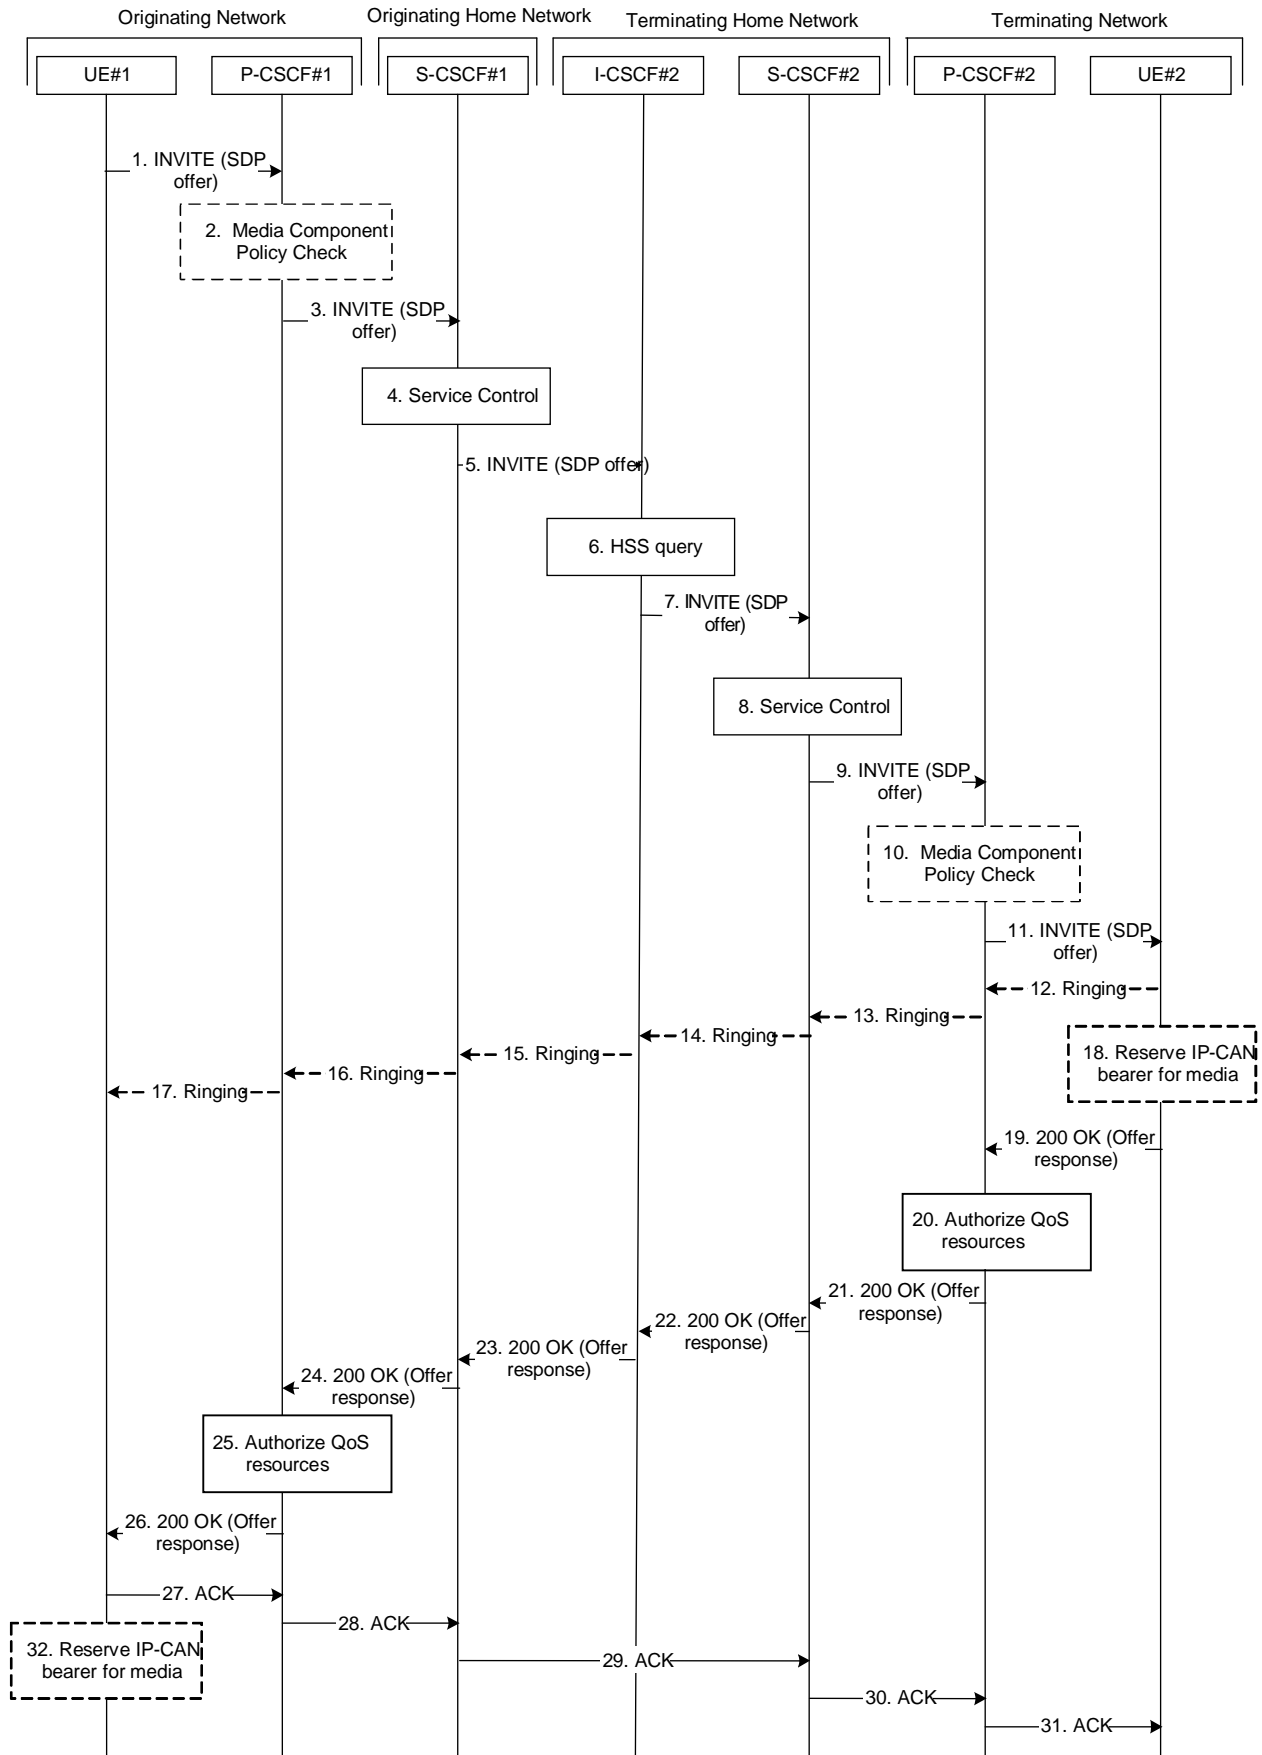 Originating Network
Originating Home Network
Terminating Home Network
Terminating Network
UE#1
P-CSCF#1
S-CSCF#1
I-CSCF#2
S-CSCF#2
P-CSCF#2
UE#2
1. INVITE (SDP
offer)
2. Media Component
Policy Check
3. INVITE (SDP
offer)
4. Service Control
5. INVITE (SDP offer)
6. HSS query
7. INVITE (SDP
offer)
8. Service Control
9. INVITE (SDP
offer)
10. Media Component
Policy Check
11. INVITE (SDP
offer)
12. Ringing
13. Ringing
14. Ringing
15. Ringing
16. Ringing
17. Ringing
18. Reserve IP-CAN
bearer for media
19. 200 OK (Offer
response)
20. Authorize QoS
resources
21. 200 OK (Offer
response)
22. 200 OK (Offer
response)
23. 200 OK (Offer
response)
24. 200 OK (Offer
response)
25. Authorize QoS
resources
26. 200 OK (Offer
response)
27. ACK
28. ACK
32. Reserve IP-CAN
bearer for media
29. ACK
30. ACK
31. ACK